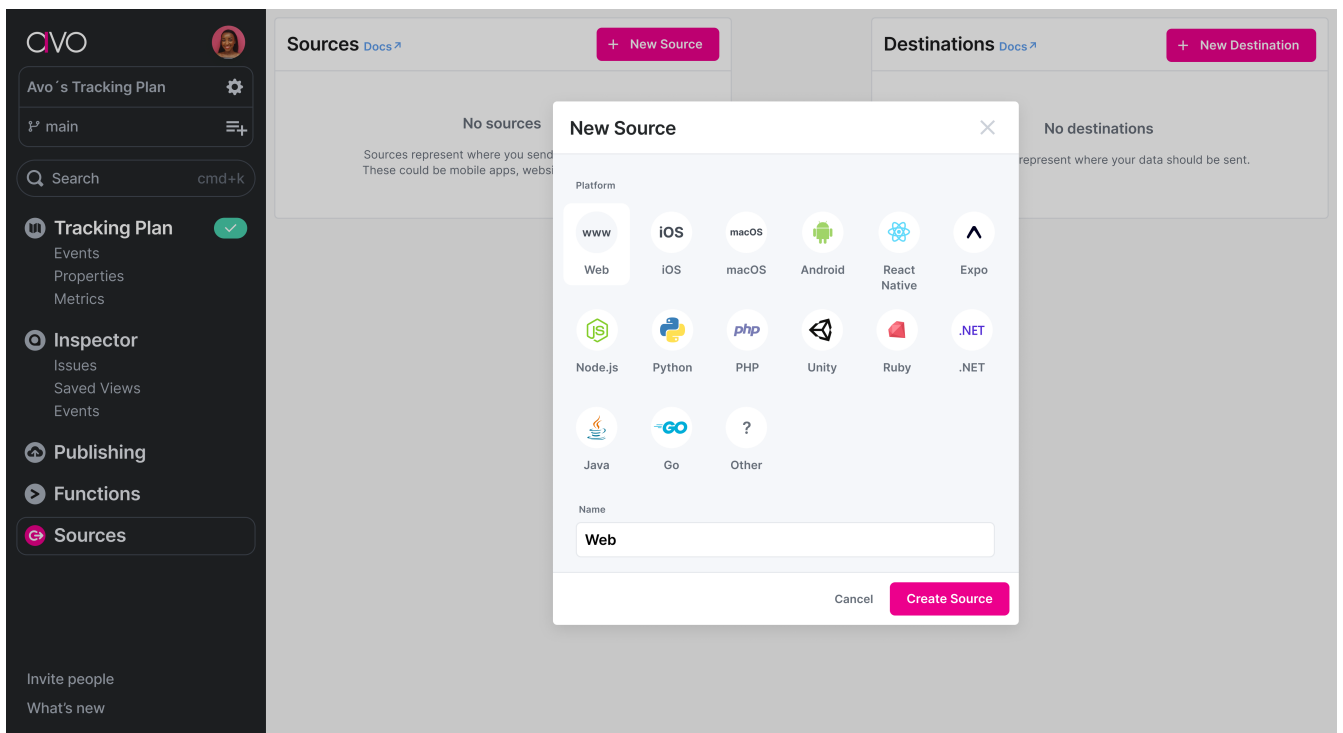 avo
Avo´s Tracking Plan
main
Search cmd+k
Tracking Plan
Events
Properties
Metrics
Inspector
Issues
Saved Views
Events
Publishing
Functions
Sources
Invite people
What's new
Sources Docs
+ New Source
No sources
Sources represent where you send
These could be mobile apps, websi
Destinations Docs
+ New Destination
No destinations
represent where your data should be sent.
New Source
Platform
www
iOS
macOS
Web
iOS
macOS
Android
React
Native
Expo
JS
php
.NET
Node.js
Python
PHP
Unity
Ruby
.NET
GO
?
Java
Go
Other
Name
Web
Cancel
Create Source